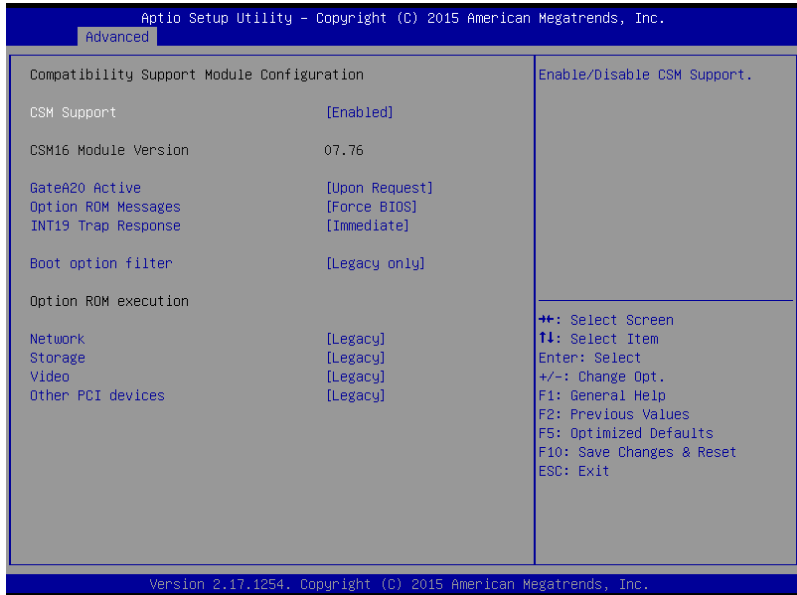 Aptio Setup Utility – Copyright (C) 2015 American Megatrends, Inc.
Advanced
Compatibility Support Module Configuration
CSM Support [Enabled]
CSM16 Module Version 07.76
GateA20 Active [Upon Request]
Option ROM Messages [Force BIOS]
INT19 Trap Response [Immediate]
Boot option filter [Legacy only]
Option ROM execution
Network [Legacy]
Storage [Legacy]
Video [Legacy]
Other PCI devices [Legacy]
Enable/Disable CSM Support.
→←: Select Screen
↑↓: Select Item
Enter: Select
+/-: Change Opt.
F1: General Help
F2: Previous Values
F5: Optimized Defaults
F10: Save Changes & Reset
ESC: Exit
Version 2.17.1254. Copyright (C) 2015 American Megatrends, Inc.